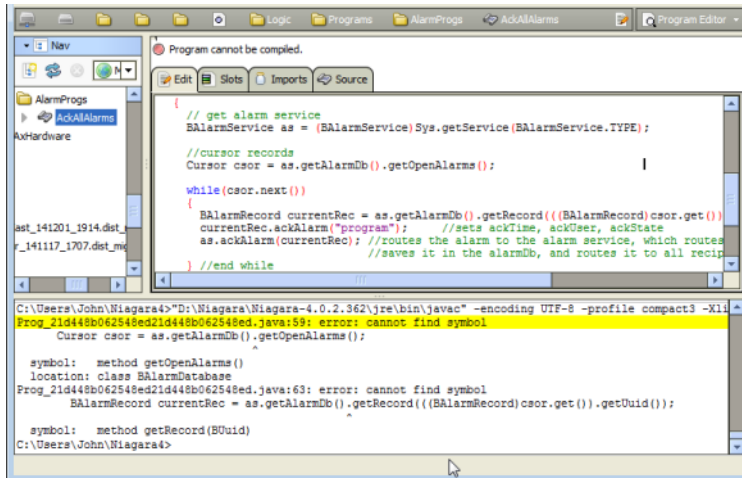 Logic Programs AlarmProgs AckAllAlarms Program Editor
Nav
Program cannot be compiled.
Edit Slots Imports Source
AlarmProgs
AckAllAlarms
AxHardware
ast_141201_1914.dist_
r_141117_1707.dist_mig
{
// get alarm service
BAlarmService as = (BAlarmService)Sys.getService(BAlarmService.TYPE);
//cursor records
Cursor csor = as.getAlarmDb().getOpenAlarms();
while(csor.next())
{
BAlarmRecord currentRec = as.getAlarmDb().getRecord(((BAlarmRecord)csor.get())
currentRec.ackAlarm("program"); //sets ackTime, ackUser, ackState
as.ackAlarm(currentRec); //routes the alarm to the alarm service, which routes
//saves it in the alarmDb, and routes it to all recip
} //end while
C:\Users\John\Niagara4>"D:\Niagara\Niagara-4.0.2.362\jre\bin\javac" -encoding UTF-8 -profile compact3 -Xli
Prog_21d448b062548ed21d448b062548ed.java:59: error: cannot find symbol
Cursor csor = as.getAlarmDb().getOpenAlarms();
^
symbol: method getOpenAlarms()
location: class BAlarmDatabase
Prog_21d448b062548ed21d448b062548ed.java:63: error: cannot find symbol
BAlarmRecord currentRec = as.getAlarmDb().getRecord(((BAlarmRecord)csor.get()).getUuid());
^
symbol: method getRecord(BUuid)
C:\Users\John\Niagara4>